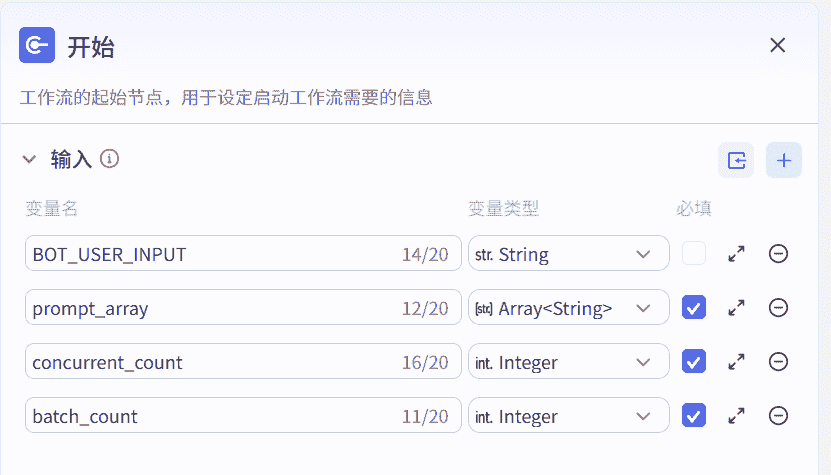 开始
工作流的起始节点，用于设定启动工作流需要的信息
输入
变量名 变量类型 必填
BOT_USER_INPUT 14/20 str. String
prompt_array 12/20 [str] Array<String>
concurrent_count 16/20 int. Integer
batch_count 11/20 int. Integer